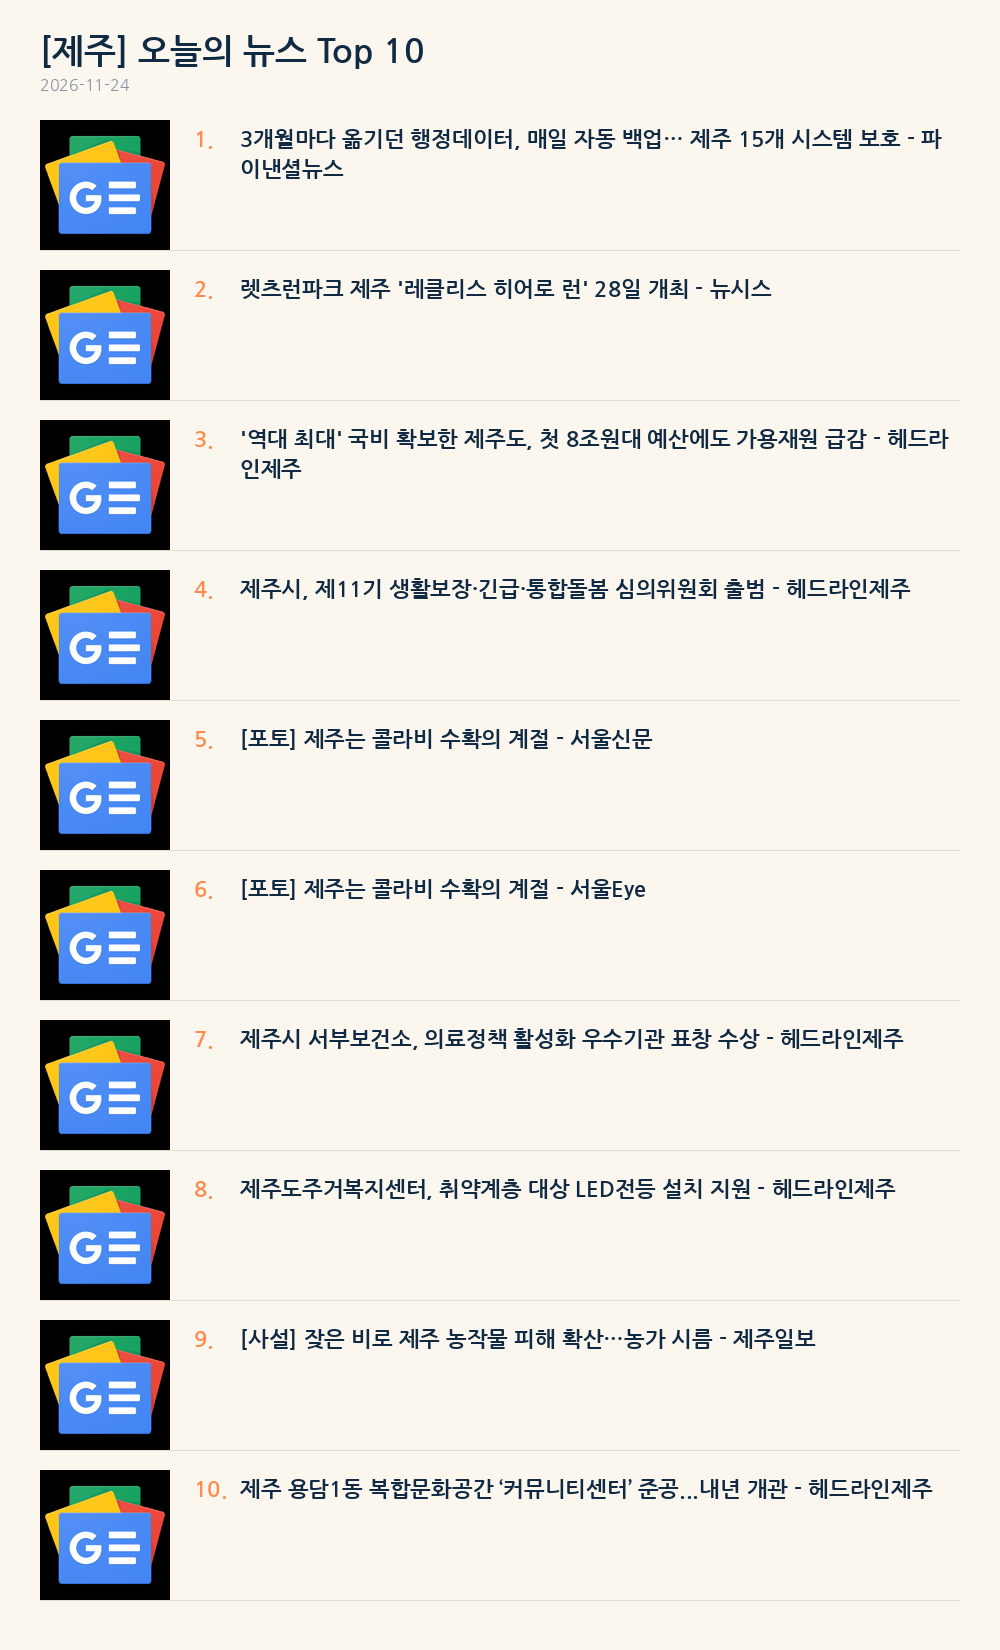 [제주] 오늘의 뉴스 Top 10
2026-11-24
1. 3개월마다 옮기던 행정데이터, 매일 자동 백업… 제주 15개 시스템 보호 - 파
이낸셜뉴스
2. 렛츠런파크 제주 '레클리스 히어로 런' 28일 개최 - 뉴시스
3. '역대 최대' 국비 확보한 제주도, 첫 8조원대 예산에도 가용재원 급감 - 헤드라
인제주
4. 제주시, 제11기 생활보장·긴급·통합돌봄 심의위원회 출범 - 헤드라인제주
5. [포토] 제주는 콜라비 수확의 계절 - 서울신문
6. [포토] 제주는 콜라비 수확의 계절 - 서울Eye
7. 제주시 서부보건소, 의료정책 활성화 우수기관 표창 수상 - 헤드라인제주
8. 제주도주거복지센터, 취약계층 대상 LED전등 설치 지원 - 헤드라인제주
9. [사설] 잦은 비로 제주 농작물 피해 확산…농가 시름 - 제주일보
10. 제주 용담1동 복합문화공간 ‘커뮤니티센터’ 준공...내년 개관 - 헤드라인제주